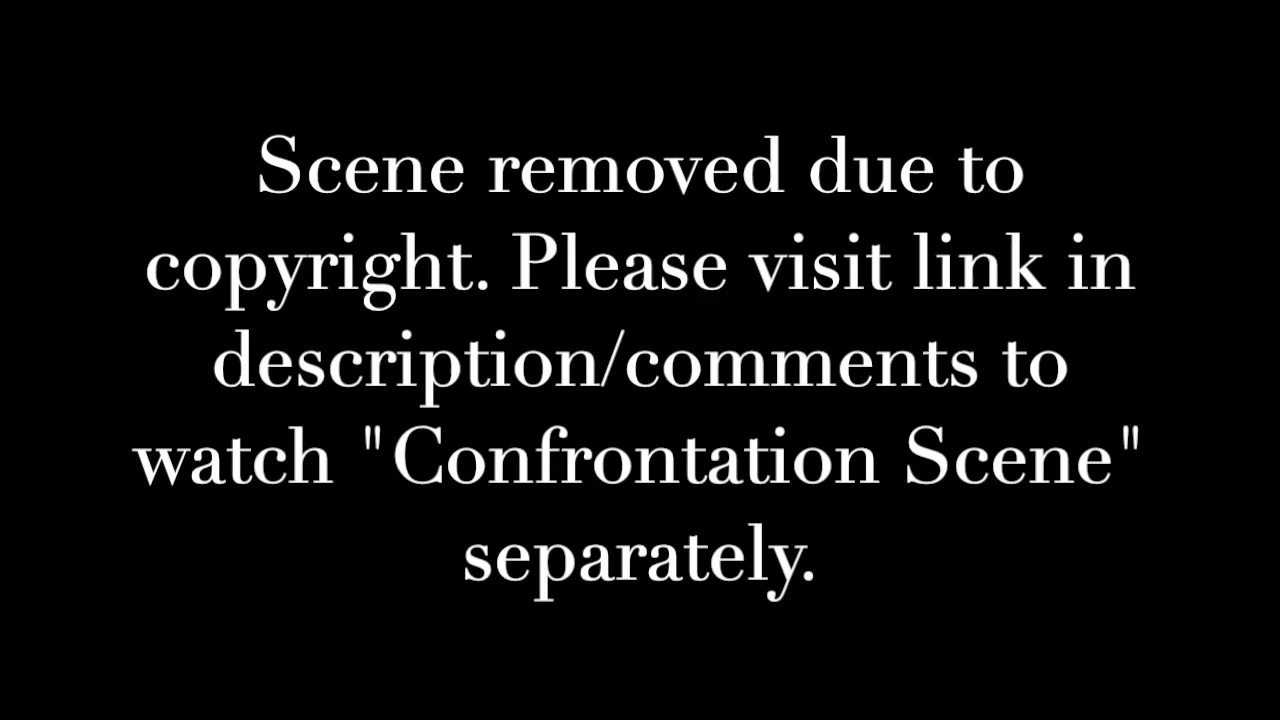 Scene removed due to
copyright. Please visit link in
description/comments to
watch "Confrontation Scene"
separately.